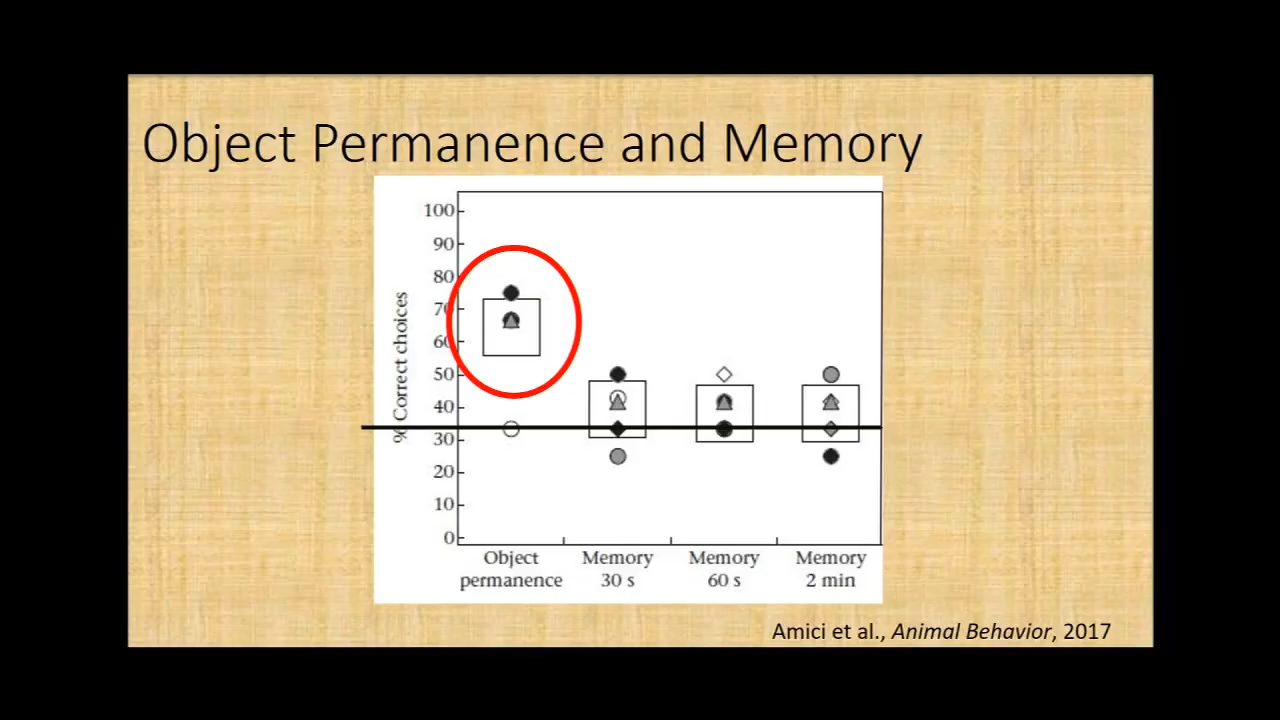 Object Permanence and Memory
100
90
80
70
60
50
40
30
20
10
0
% Correct choices
Object permanence
Memory 30 s
Memory 60 s
Memory 2 min
Amici et al., Animal Behavior, 2017